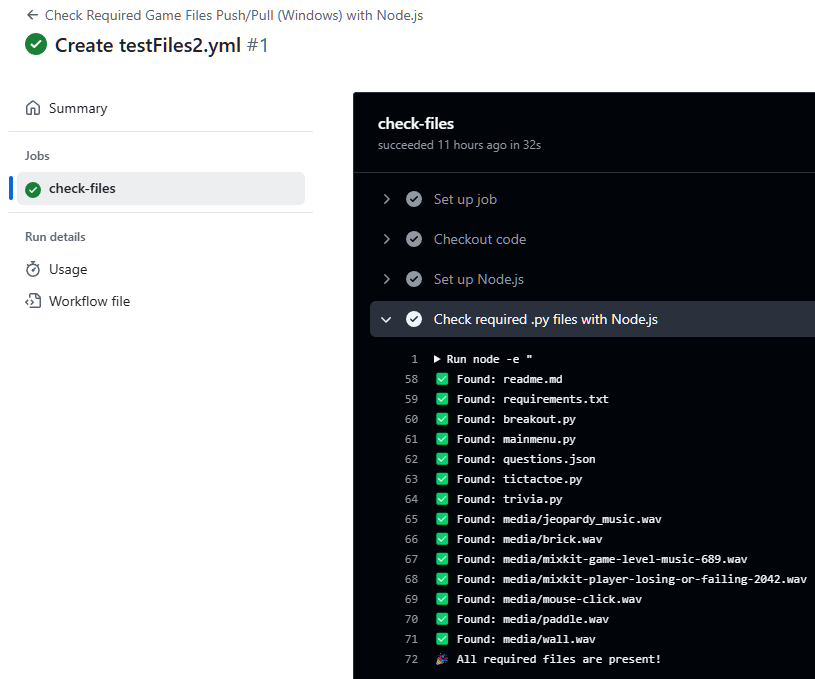 ← Check Required Game Files Push/Pull (Windows) with Node.js
Create testFiles2.yml #1
Summary
Jobs
check-files
Run details
Usage
Workflow file
check-files
succeeded 11 hours ago in 32s
Set up job
Checkout code
Set up Node.js
Check required .py files with Node.js
1 ▶ Run node -e "
58 ✅ Found: readme.md
59 ✅ Found: requirements.txt
60 ✅ Found: breakout.py
61 ✅ Found: mainmenu.py
62 ✅ Found: questions.json
63 ✅ Found: tictactoe.py
64 ✅ Found: trivia.py
65 ✅ Found: media/jeopardy_music.wav
66 ✅ Found: media/brick.wav
67 ✅ Found: media/mixkit-game-level-music-689.wav
68 ✅ Found: media/mixkit-player-losing-or-failing-2042.wav
69 ✅ Found: media/mouse-click.wav
70 ✅ Found: media/paddle.wav
71 ✅ Found: media/wall.wav
72 🎉 All required files are present!